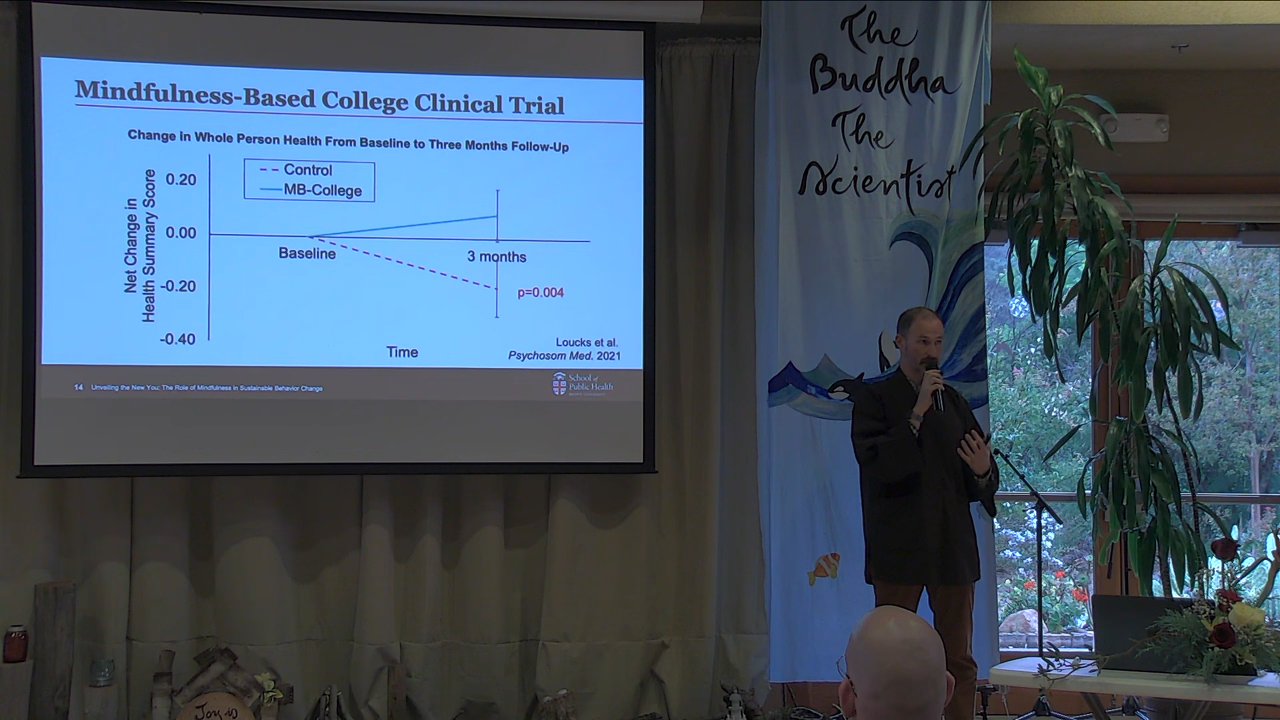 Mindfulness-Based College Clinical Trial
Change in Whole Person Health From Baseline to Three Months Follow-Up
Control
MB-College
Net Change in
Health Summary Score
0.20
0.00
-0.20
-0.40
Baseline
3 months
p=0.004
Time
Loucks et al.
Psychosom Med. 2021
14 Unveiling the New You: The Role of Mindfulness in Sustainable Behavior Change
School of
Public Health
The
Buddha
The
Scientist
Joy is